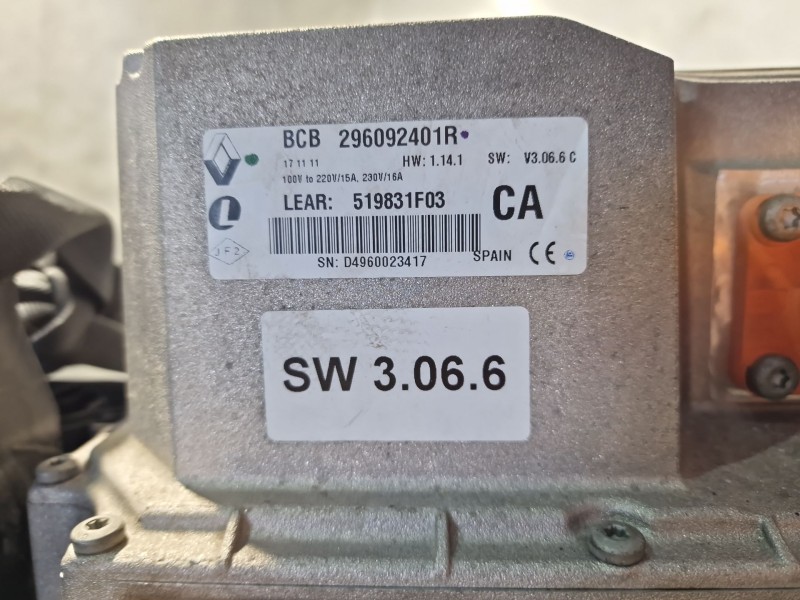 BCB 296092401R
17 11 11 HW: 1.14.1 SW: V3.06.6 C
100V to 220V/15A, 230V/16A
LEAR: 519831F03 CA
JF2
SN: D4960023417 SPAIN CE
SW 3.06.6